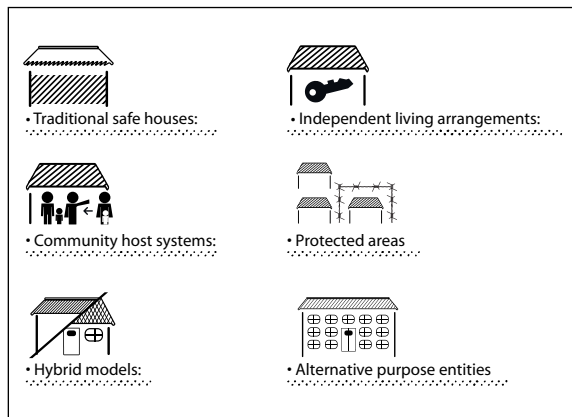 • Traditional safe houses:
• Independent living arrangements:
• Community host systems:
• Protected areas
• Hybrid models:
• Alternative purpose entities